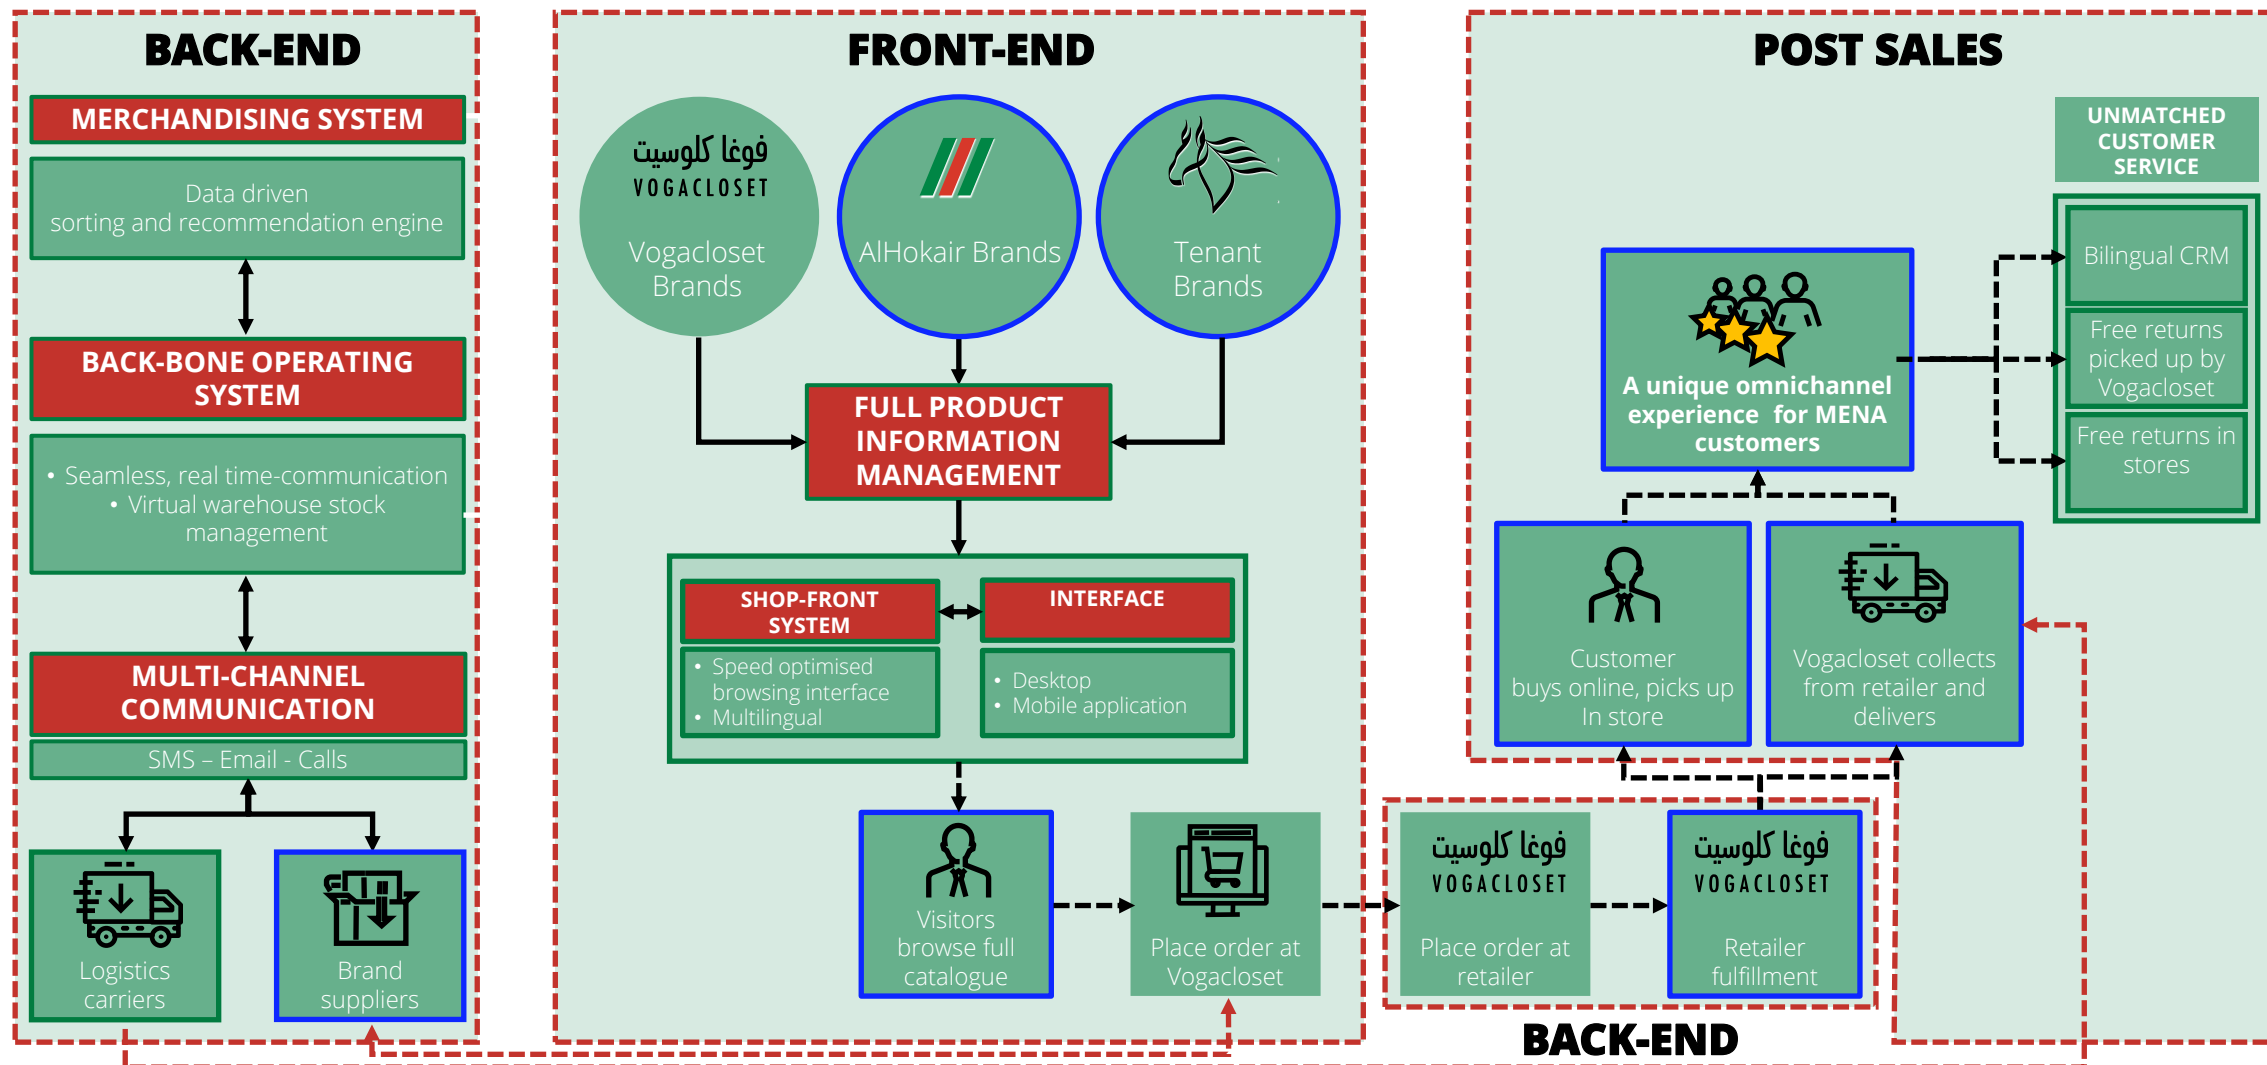 BACK-END
MERCHANDISING SYSTEM
Data driven
sorting and recommendation engine
BACK-BONE OPERATING
SYSTEM
• Seamless, real time-communication
• Virtual warehouse stock
management
MULTI-CHANNEL
COMMUNICATION
SMS – Email - Calls
Logistics
carriers
Brand
suppliers
FRONT-END
فوغا كلوسيت
VOGACLOSET
Vogacloset
Brands
AlHokair Brands
Tenant
Brands
FULL PRODUCT
INFORMATION
MANAGEMENT
SHOP-FRONT
SYSTEM
• Speed optimised
browsing interface
• Multilingual
INTERFACE
• Desktop
• Mobile application
Visitors
browse full
catalogue
Place order at
Vogacloset
فوغا كلوسيت
VOGACLOSET
Place order at
retailer
فوغا كلوسيت
VOGACLOSET
Retailer
fulfillment
BACK-END
POST SALES
UNMATCHED
CUSTOMER
SERVICE
Bilingual CRM
Free returns
picked up by
Vogacloset
Free returns in
stores
A unique omnichannel
experience for MENA
customers
Customer
buys online, picks up
In store
Vogacloset collects
from retailer and
delivers